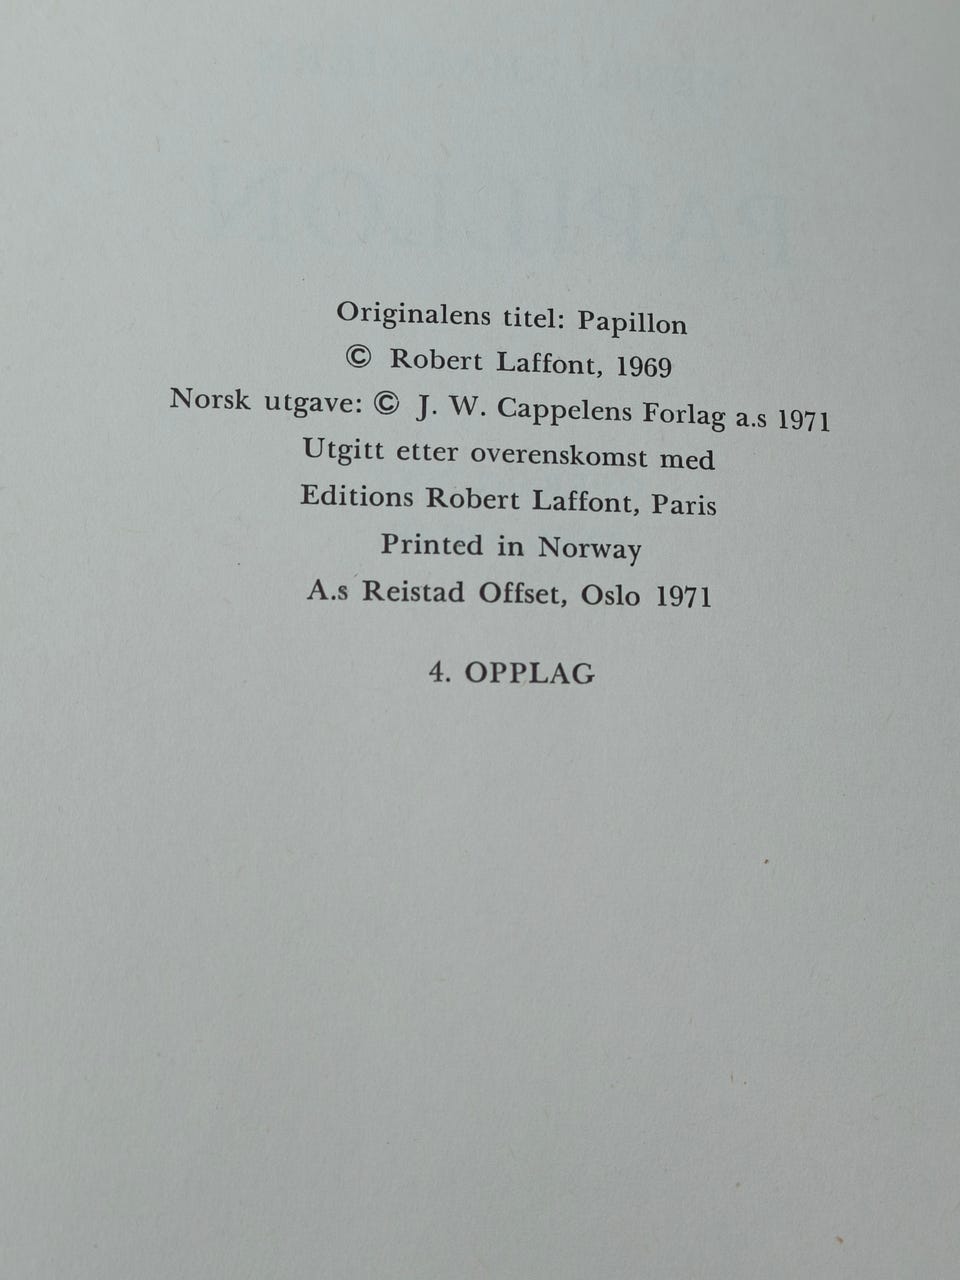 Originalens titel: Papillon
© Robert Laffont, 1969
Norsk utgave: © J. W. Cappelens Forlag a.s 1971
Utgitt etter overenskomst med
Editions Robert Laffont, Paris
Printed in Norway
A.s Reistad Offset, Oslo 1971
4. OPPLAG